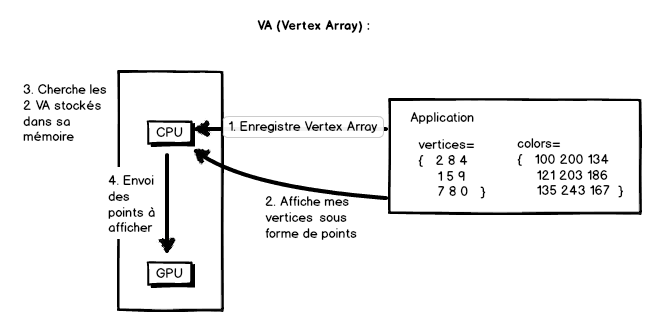 VA (Vertex Array) :
3. Cherche les
2 VA stockés
dans sa
mémoire
CPU
1. Enregistre Vertex Array
Application
vertices=
{ 2 8 4
1 5 9
7 8 0 }
colors=
{ 100 200 134
121 203 186
135 243 167 }
4. Envoi
des
points à
afficher
2. Affiche mes
vertices sous
forme de points
GPU